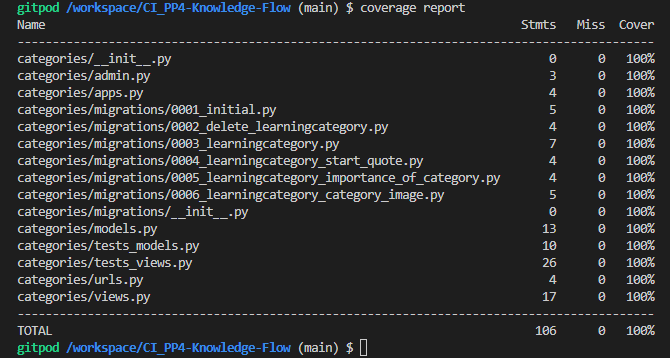 gitpod /workspace/CI_PP4-Knowledge-Flow (main) $ coverage report
Name                                                                Stmts   Miss  Cover
---------------------------------------------------------------------------------------
categories/__init__.py                                                  0      0   100%
categories/admin.py                                                     3      0   100%
categories/apps.py                                                      4      0   100%
categories/migrations/0001_initial.py                                   5      0   100%
categories/migrations/0002_delete_learningcategory.py                   4      0   100%
categories/migrations/0003_learningcategory.py                          7      0   100%
categories/migrations/0004_learningcategory_start_quote.py              4      0   100%
categories/migrations/0005_learningcategory_importance_of_category.py   4      0   100%
categories/migrations/0006_learningcategory_category_image.py           5      0   100%
categories/migrations/__init__.py                                       0      0   100%
categories/models.py                                                   13      0   100%
categories/tests_models.py                                             10      0   100%
categories/tests_views.py                                              26      0   100%
categories/urls.py                                                      4      0   100%
categories/views.py                                                    17      0   100%
---------------------------------------------------------------------------------------
TOTAL                                                                 106      0   100%
gitpod /workspace/CI_PP4-Knowledge-Flow (main) $